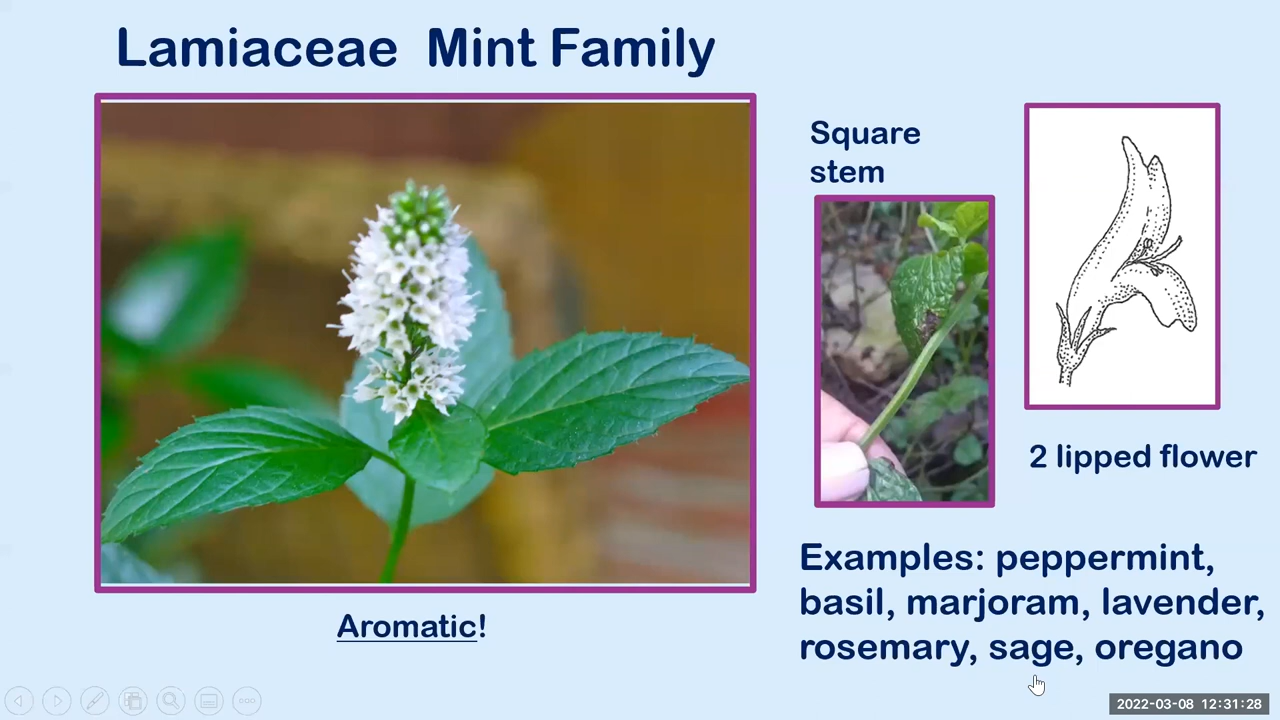 Lamiaceae  Mint Family
Square
stem
2 lipped flower
Aromatic!
Examples: peppermint,
basil, marjoram, lavender,
rosemary, sage, oregano
2022-03-08  12:31:28